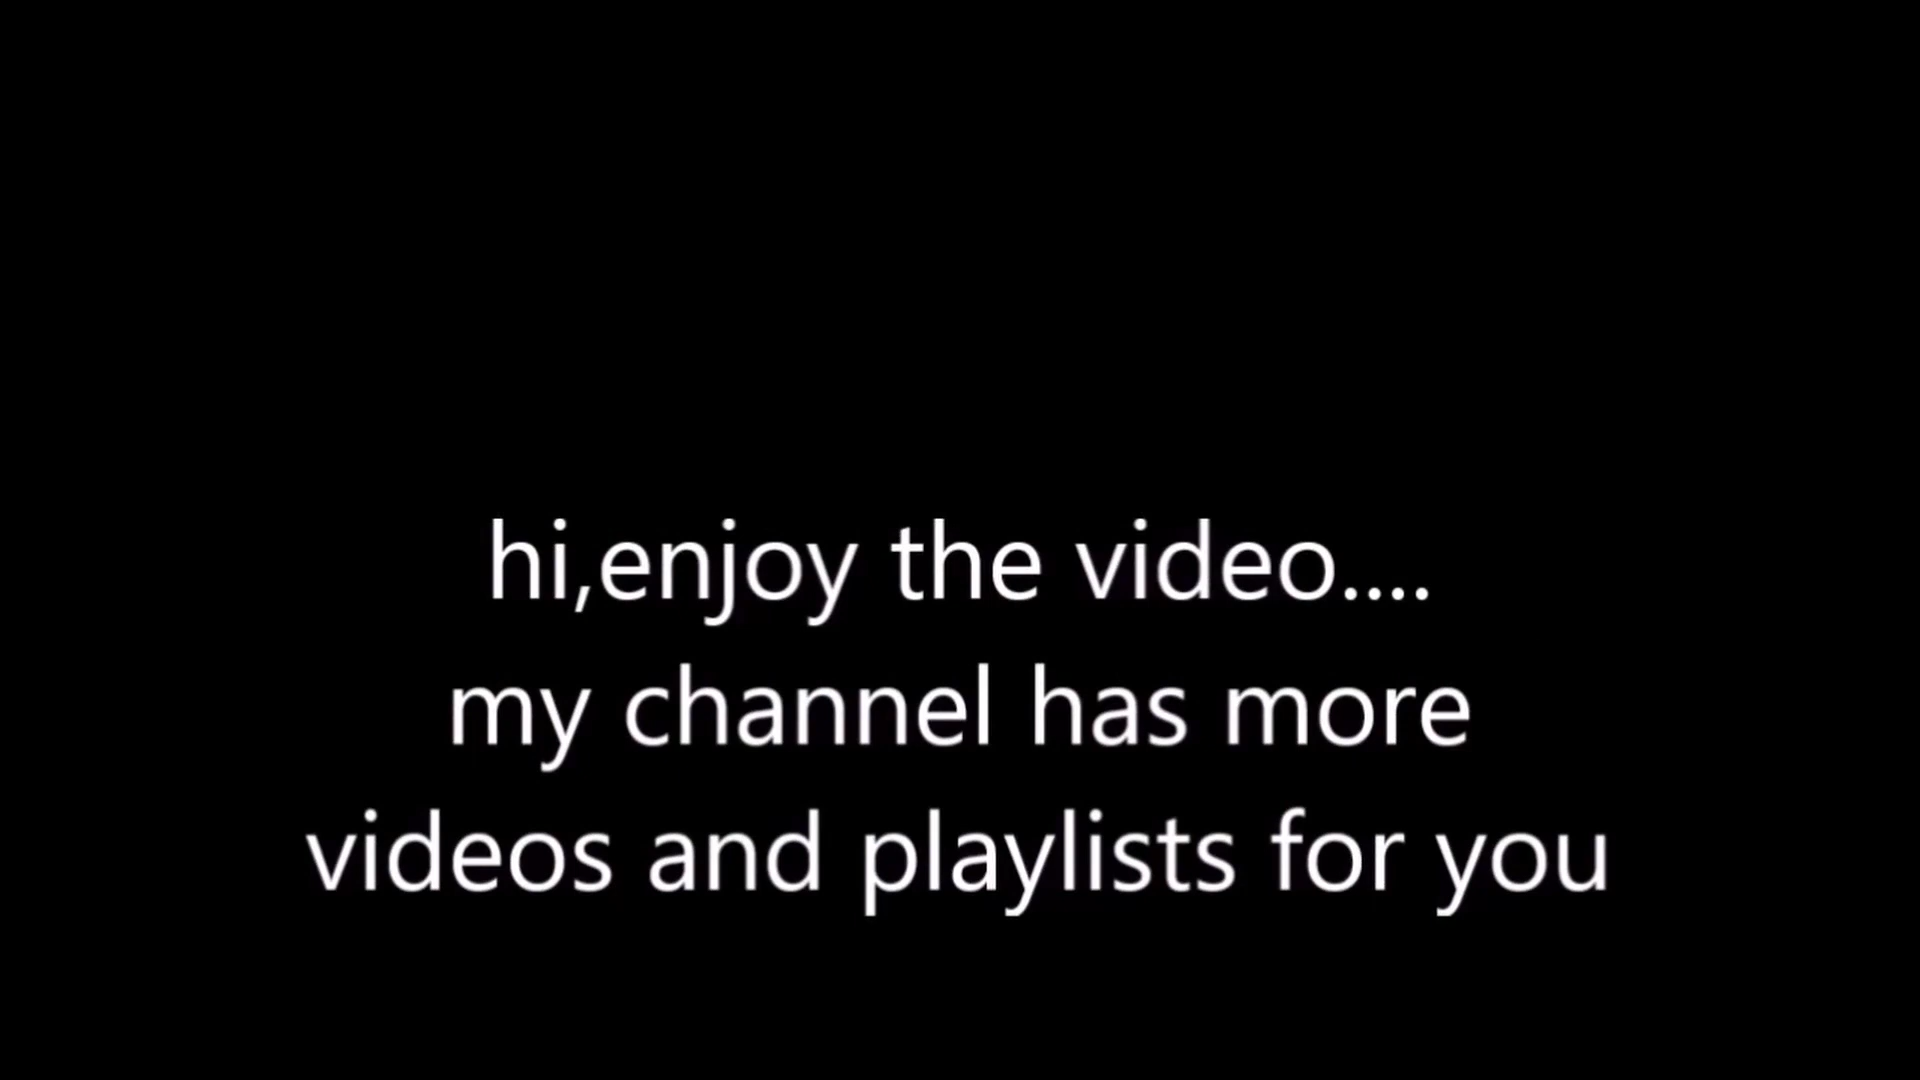 hi,enjoy the video....
my channel has more
videos and playlists for you